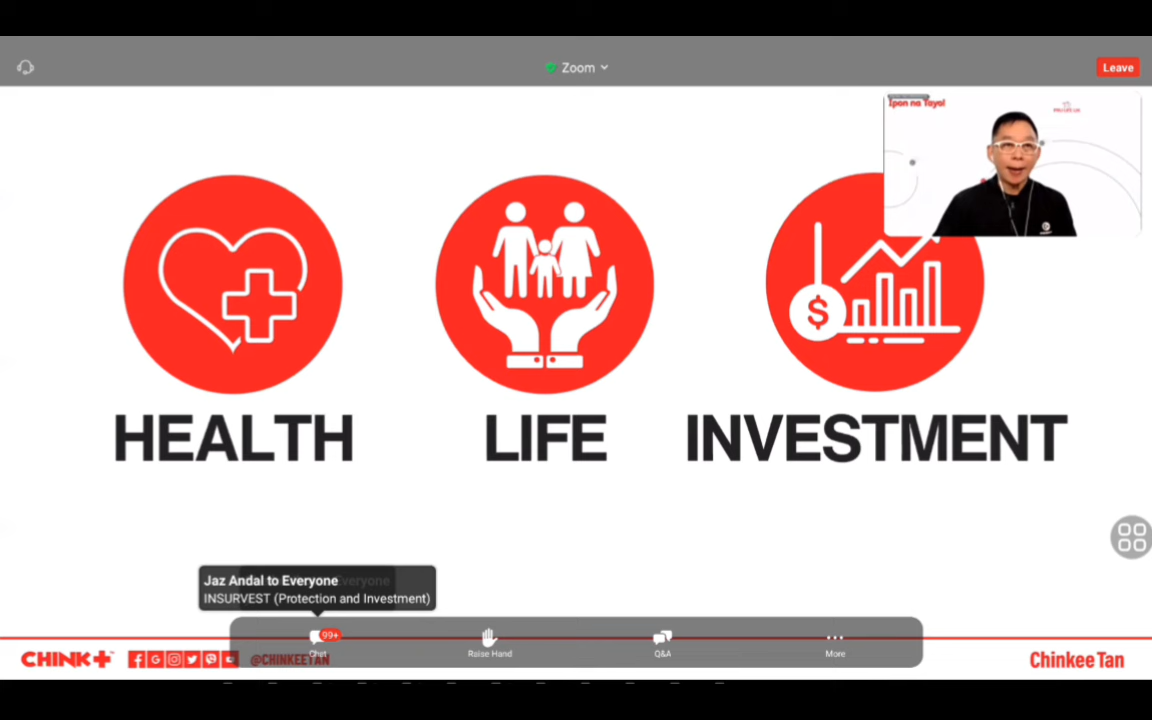 Zoom
Leave
Ipon na Tayo!
$
HEALTH
LIFE
INVESTMENT
Jaz Andal to Everyone
INSURVEST (Protection and Investment)
99+
Chat
Raise Hand
Q&A
More
CHINK+
@CHINKEETAN
Chinkee Tan